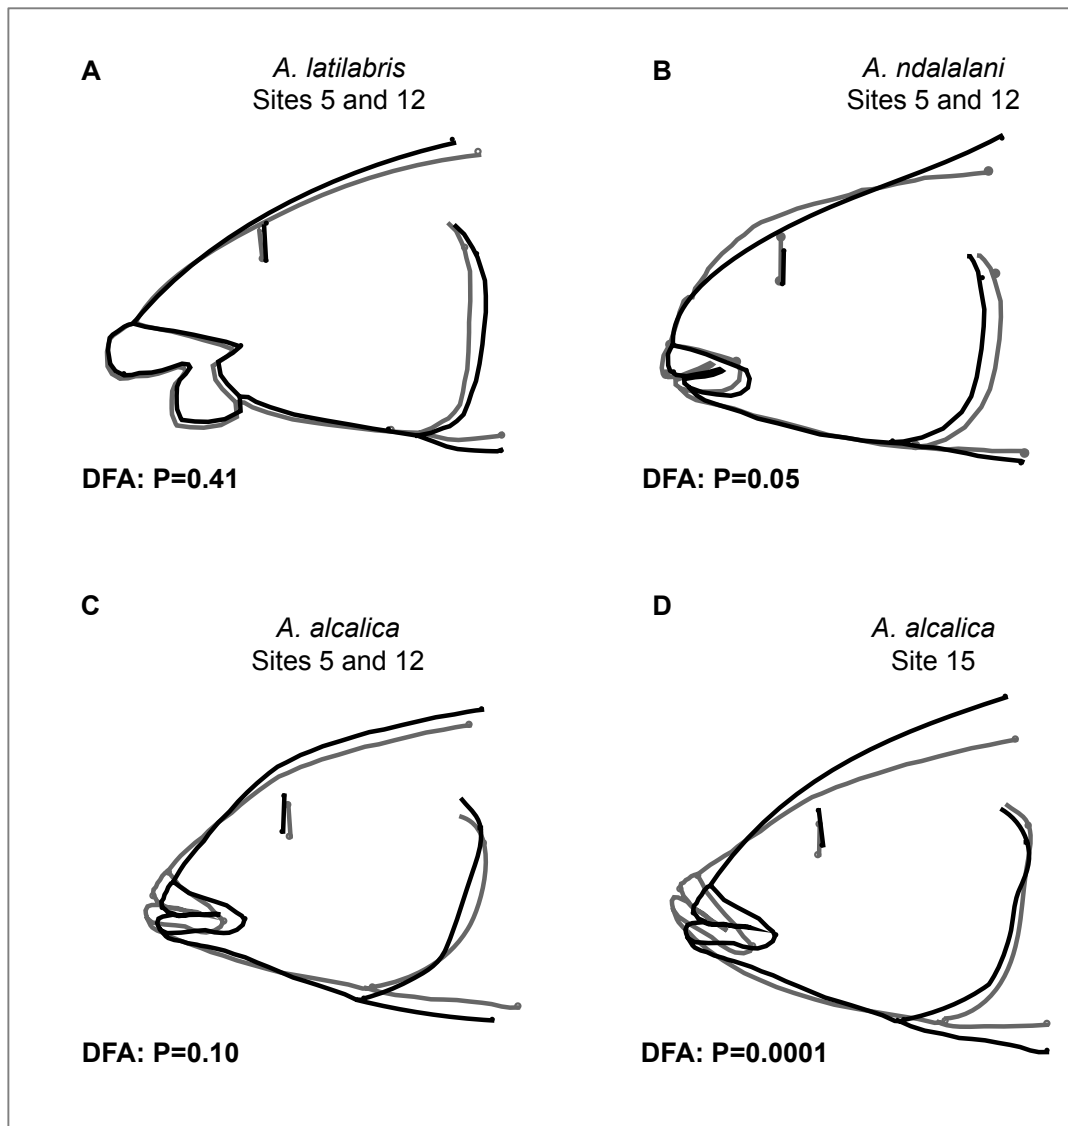 A
A. latilabris
Sites 5 and 12
DFA: P=0.41
B
A. ndalalani
Sites 5 and 12
DFA: P=0.05
C
A. alcalica
Sites 5 and 12
DFA: P=0.10
D
A. alcalica
Site 15
DFA: P=0.0001